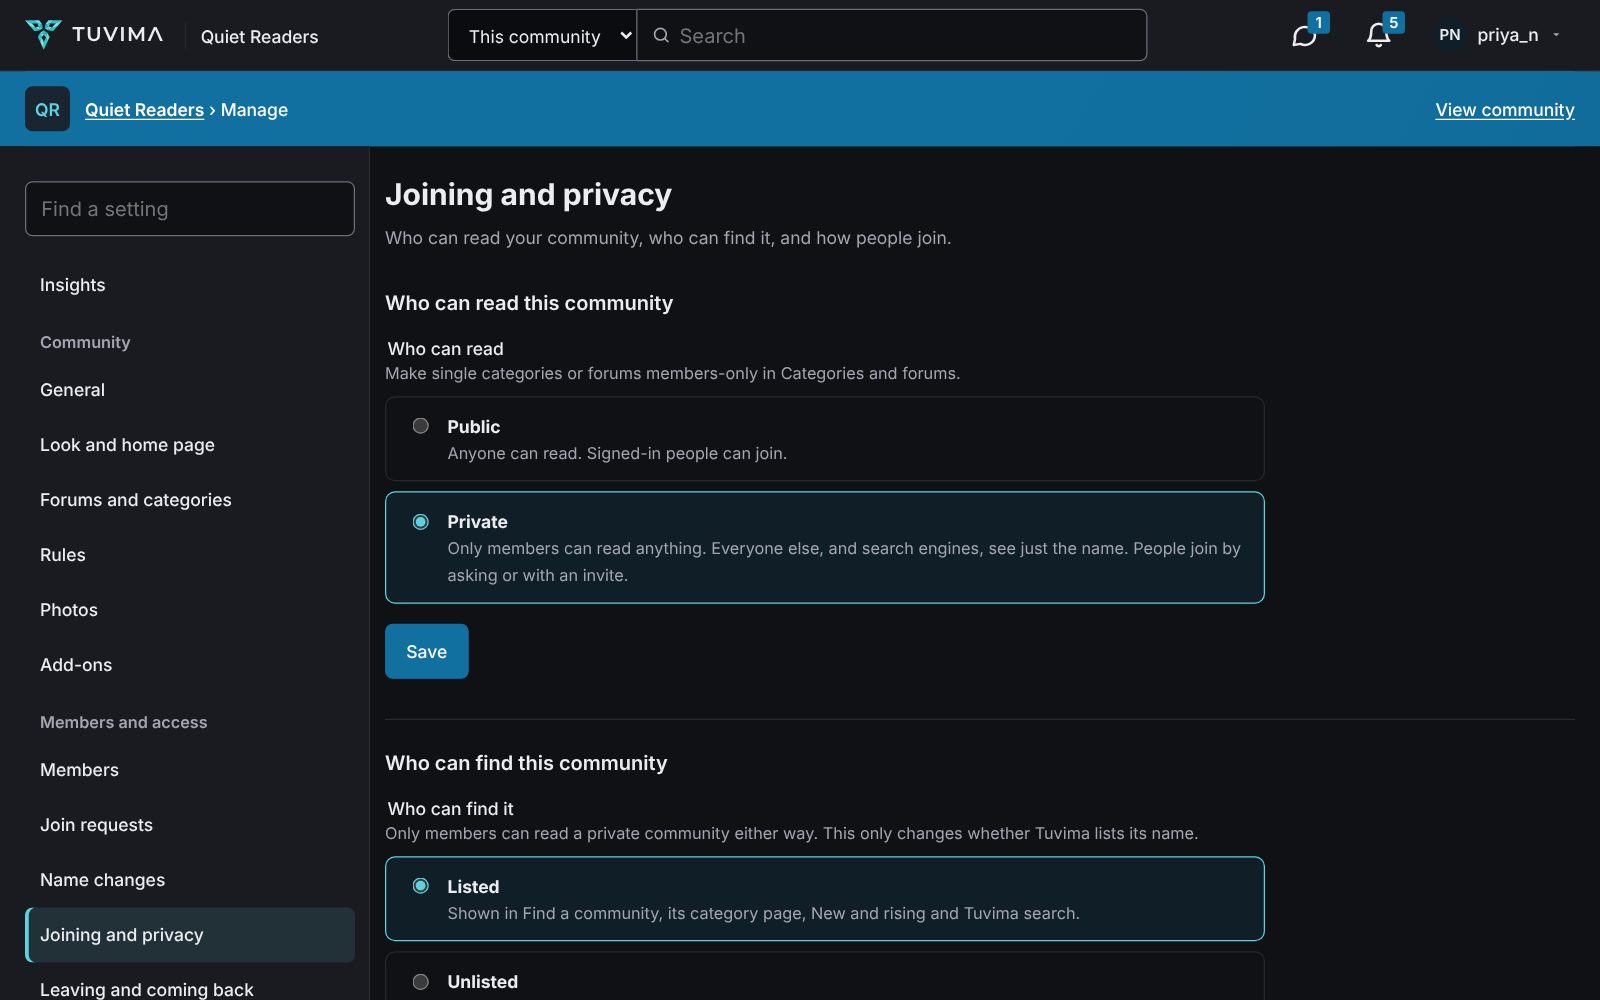 TUVIMA
Quiet Readers
This community
Search
1
5
PN
priya_n
QR
Quiet Readers › Manage
View community
Find a setting
Insights
Community
General
Look and home page
Forums and categories
Rules
Photos
Add-ons
Members and access
Members
Join requests
Name changes
Joining and privacy
Leaving and coming back
Joining and privacy
Who can read your community, who can find it, and how people join.
Who can read this community
Who can read
Make single categories or forums members-only in Categories and forums.
Public
Anyone can read. Signed-in people can join.
Private
Only members can read anything. Everyone else, and search engines, see just the name. People join by
asking or with an invite.
Save
Who can find this community
Who can find it
Only members can read a private community either way. This only changes whether Tuvima lists its name.
Listed
Shown in Find a community, its category page, New and rising and Tuvima search.
Unlisted